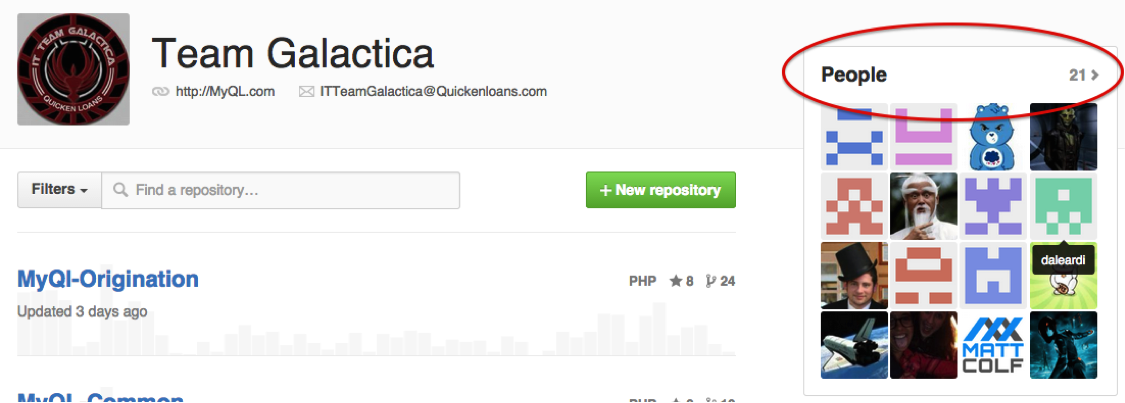 IT TEAM GALACTICA
QUICKEN LOANS
Team Galactica
http://MyQL.com ITTeamGalactica@Quickenloans.com
People 21
Filters Find a repository... + New repository
MyQl-Origination PHP 8 24
Updated 3 days ago
daleardi
MATT
COLF
MyQL-Common PHP